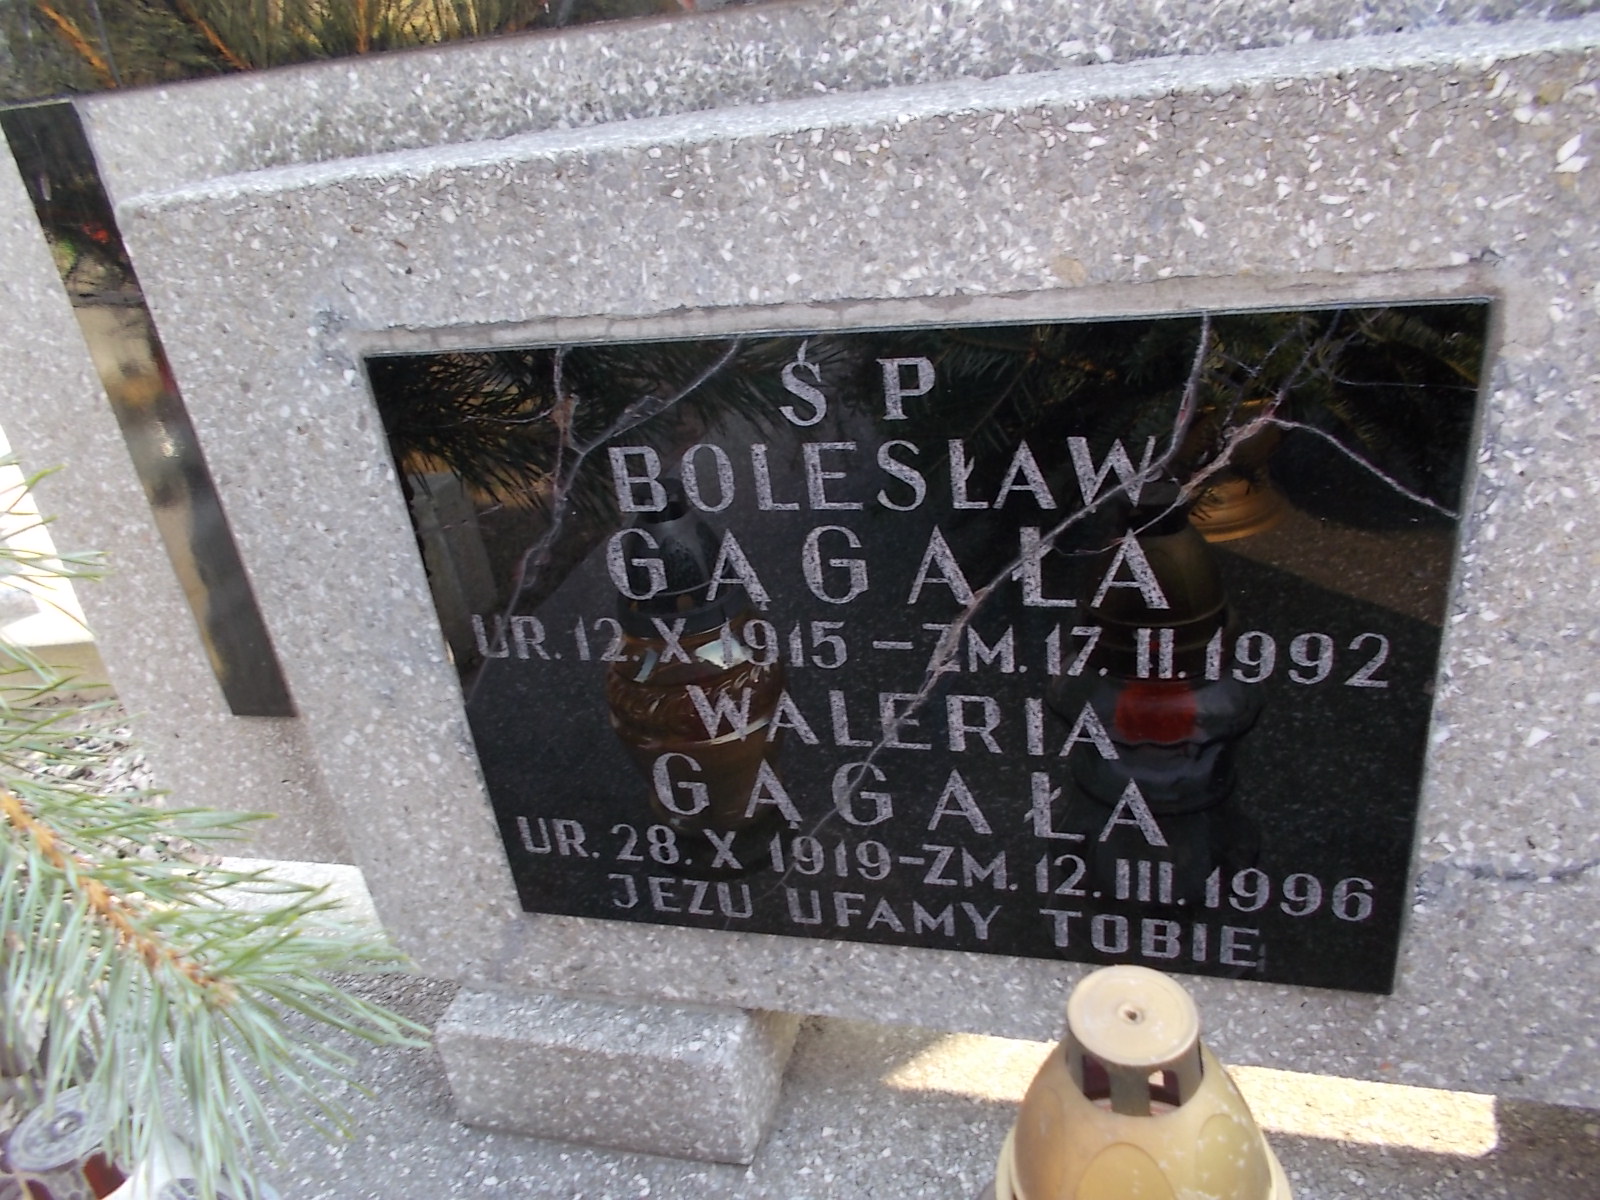 Ś P
BOLESŁAW
GĄGAŁA
UR. 12. X. 1915 – ZM. 17. II. 1992
WALERIA
GĄGAŁA
UR. 28. X 1919 – ZM. 12. III. 1996
JEZU UFAMY TOBIE